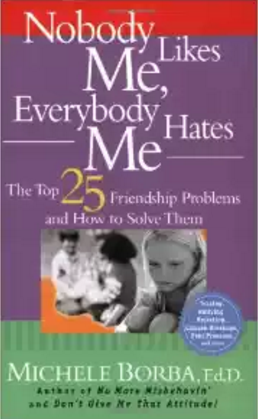 Nobody
Likes
Me,
Everybody
Hates
Me
The Top 25 Friendship Problems
and How to Solve Them
MICHELE BORBA, Ed.D.
Author of No More Misbehavin'
and Don't Give Me That Attitude!